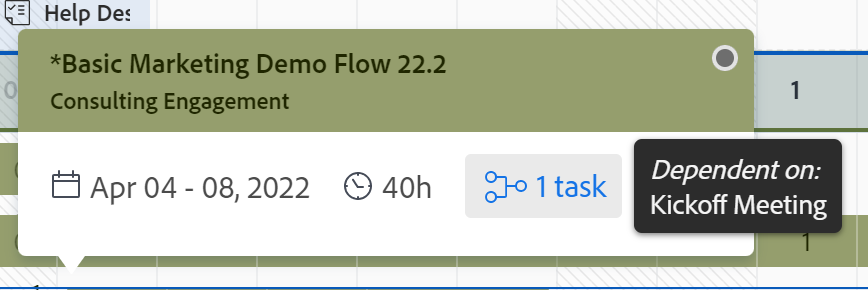 Help Des
*Basic Marketing Demo Flow 22.2
Consulting Engagement
1
Apr 04 - 08, 2022
40h
1 task
Dependent on:
Kickoff Meeting
1